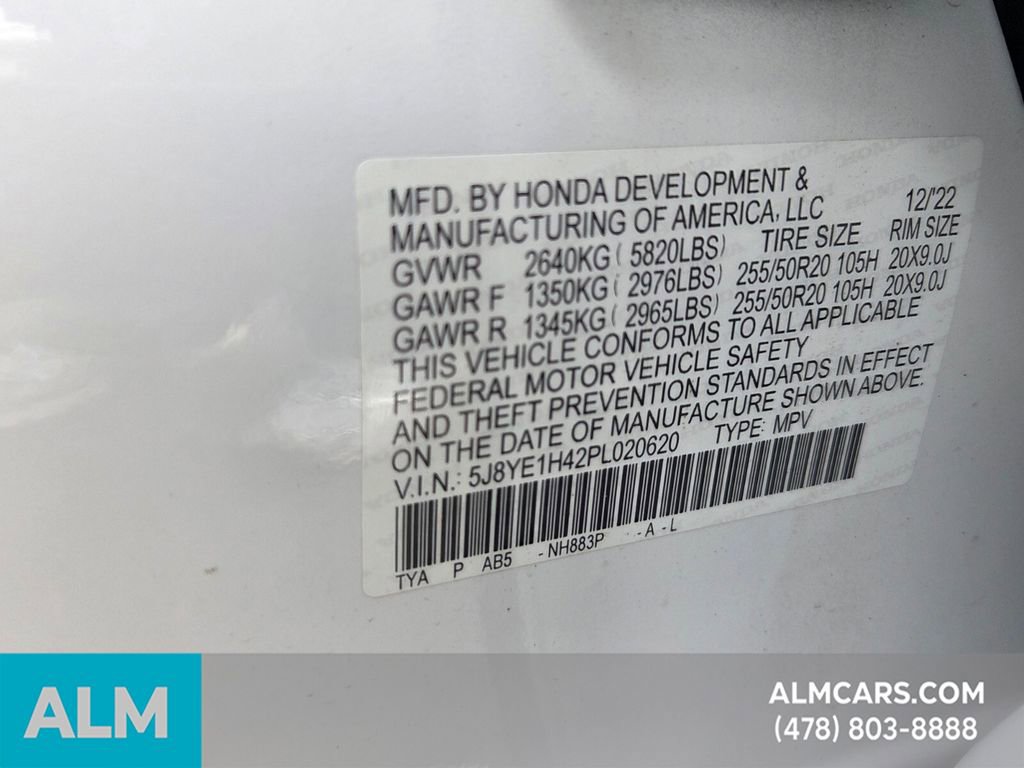 MFD. BY HONDA DEVELOPMENT &
MANUFACTURING OF AMERICA, LLC 12/'22
GVWR 2640KG ( 5820LBS) TIRE SIZE RIM SIZE
GAWR F 1350KG ( 2976LBS) 255/50R20 105H 20X9.0J
GAWR R 1345KG ( 2965LBS) 255/50R20 105H 20X9.0J
THIS VEHICLE CONFORMS TO ALL APPLICABLE
FEDERAL MOTOR VEHICLE SAFETY
AND THEFT PREVENTION STANDARDS IN EFFECT
ON THE DATE OF MANUFACTURE SHOWN ABOVE.
V.I.N.: 5J8YE1H42PL020620 TYPE: MPV
TYA P AB5 -NH883P -A-L
ALM
ALMCARS.COM
(478) 803-8888